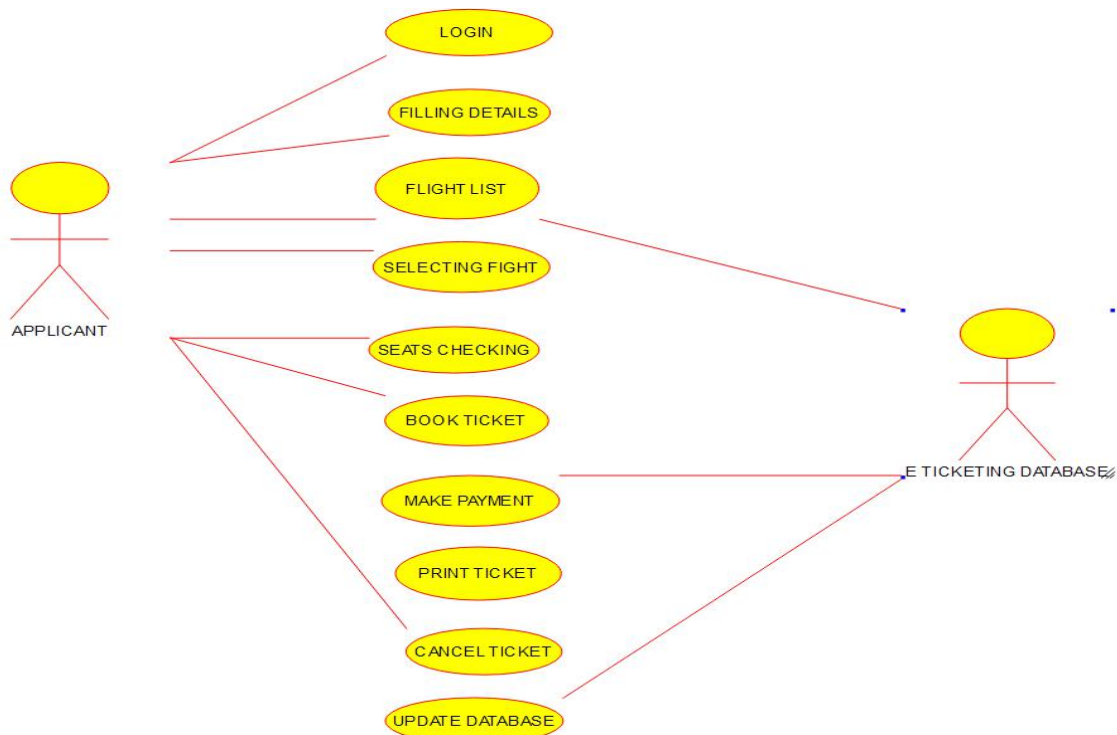 LOGIN
FILLING DETAILS
FLIGHT LIST
SELECTING FIGHT
APPLICANT
SEATS CHECKING
BOOK TICKET
E TICKETING DATABASE
MAKE PAYMENT
PRINT TICKET
CANCEL TICKET
UPDATE DATABASE